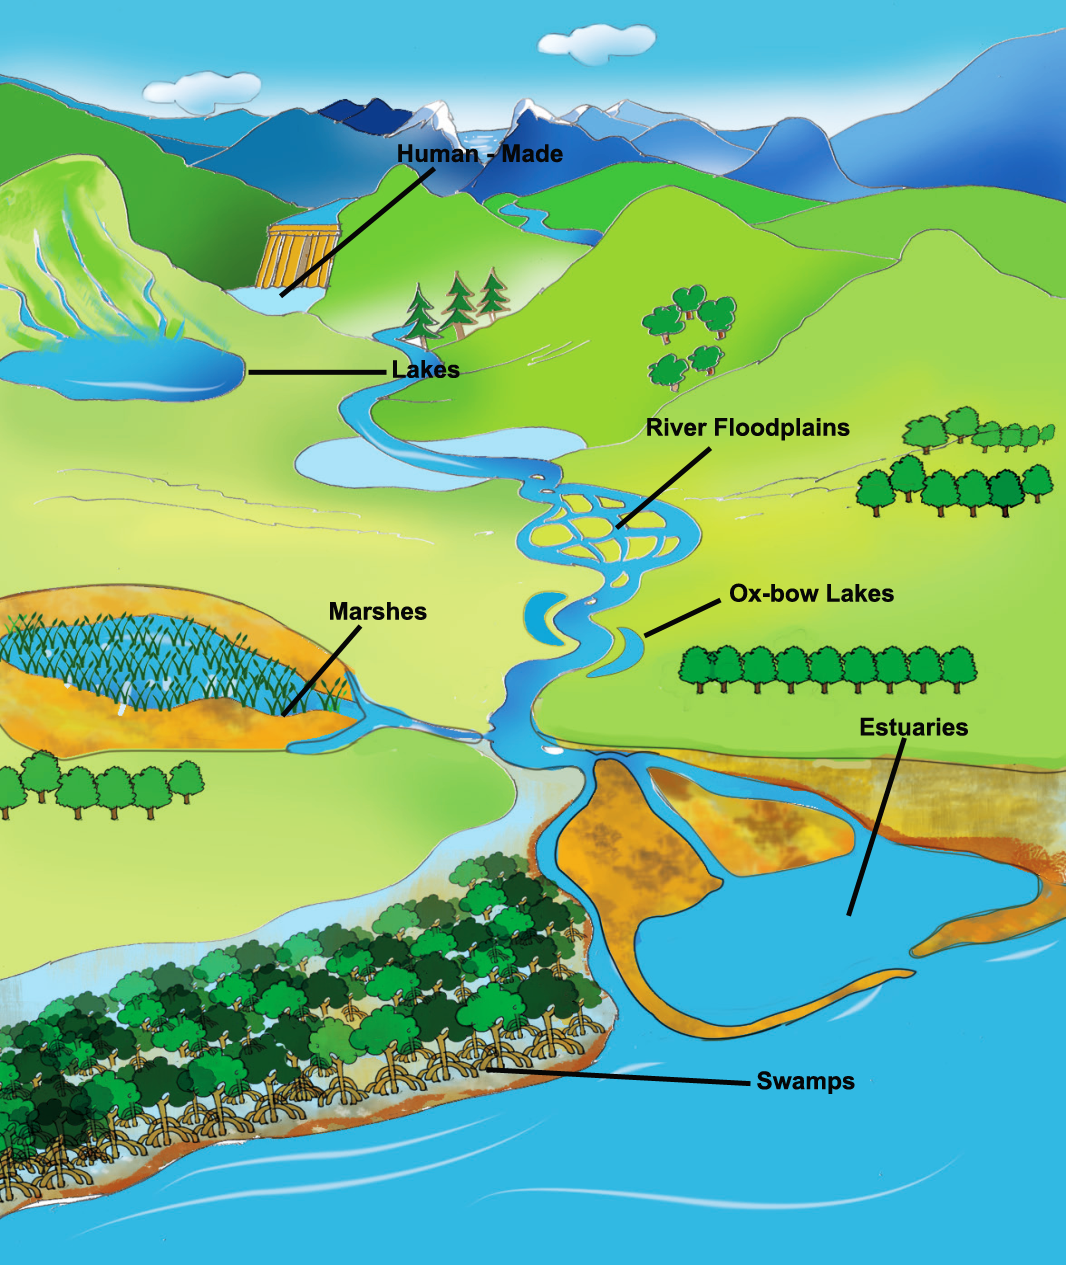 Human - Made
Lakes
River Floodplains
Ox-bow Lakes
Marshes
Estuaries
Swamps